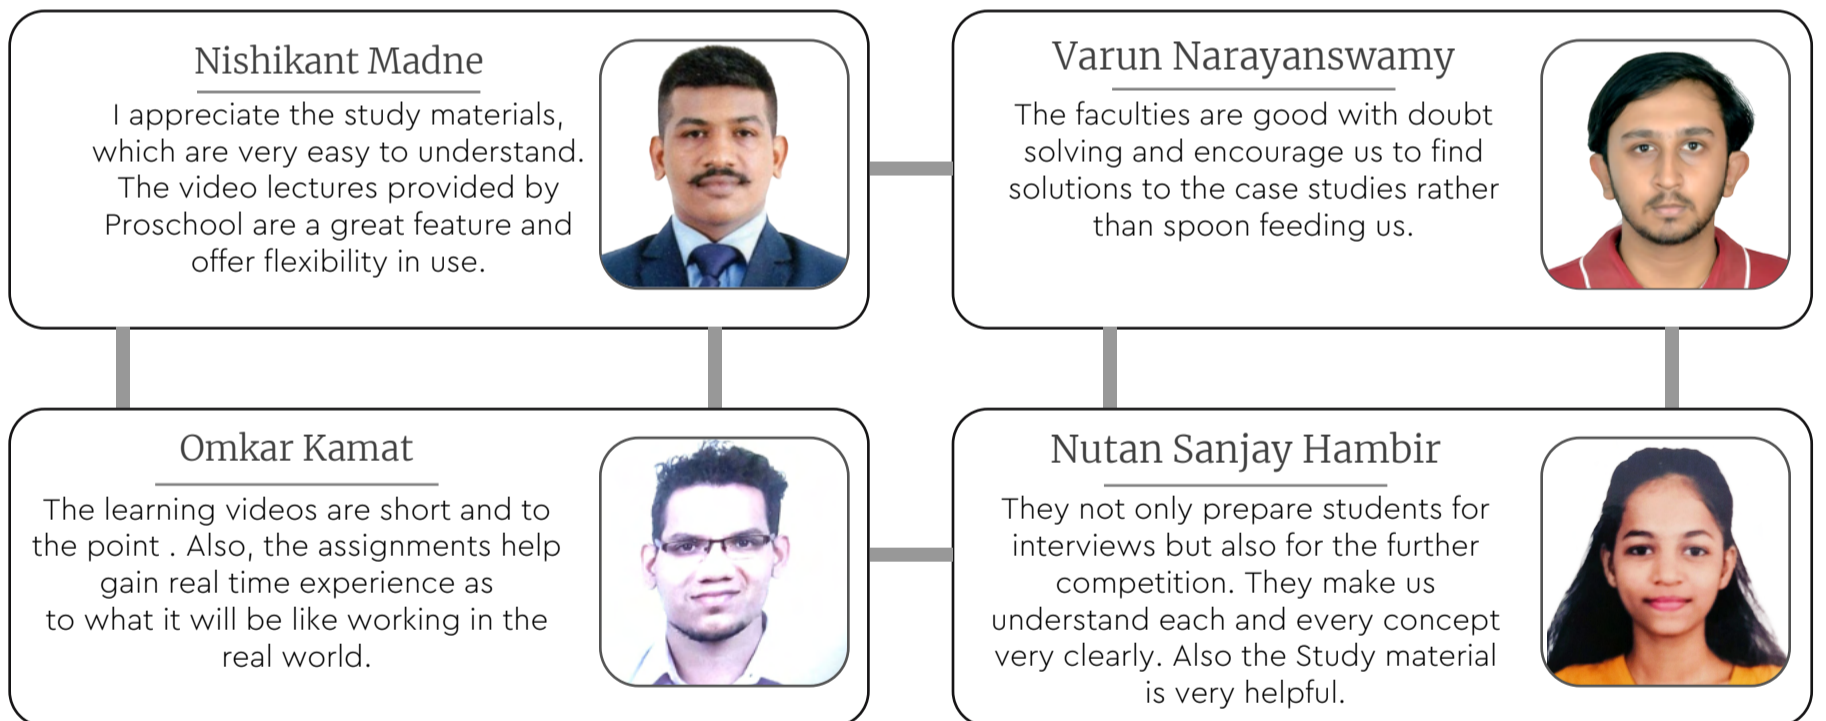 Nishikant Madne
I appreciate the study materials,
which are very easy to understand.
The video lectures provided by
Proschool are a great feature and
offer flexibility in use.
Varun Narayanswamy
The faculties are good with doubt
solving and encourage us to find
solutions to the case studies rather
than spoon feeding us.
Omkar Kamat
The learning videos are short and to
the point . Also, the assignments help
gain real time experience as
to what it will be like working in the
real world.
Nutan Sanjay Hambir
They not only prepare students for
interviews but also for the further
competition. They make us
understand each and every concept
very clearly. Also the Study material
is very helpful.